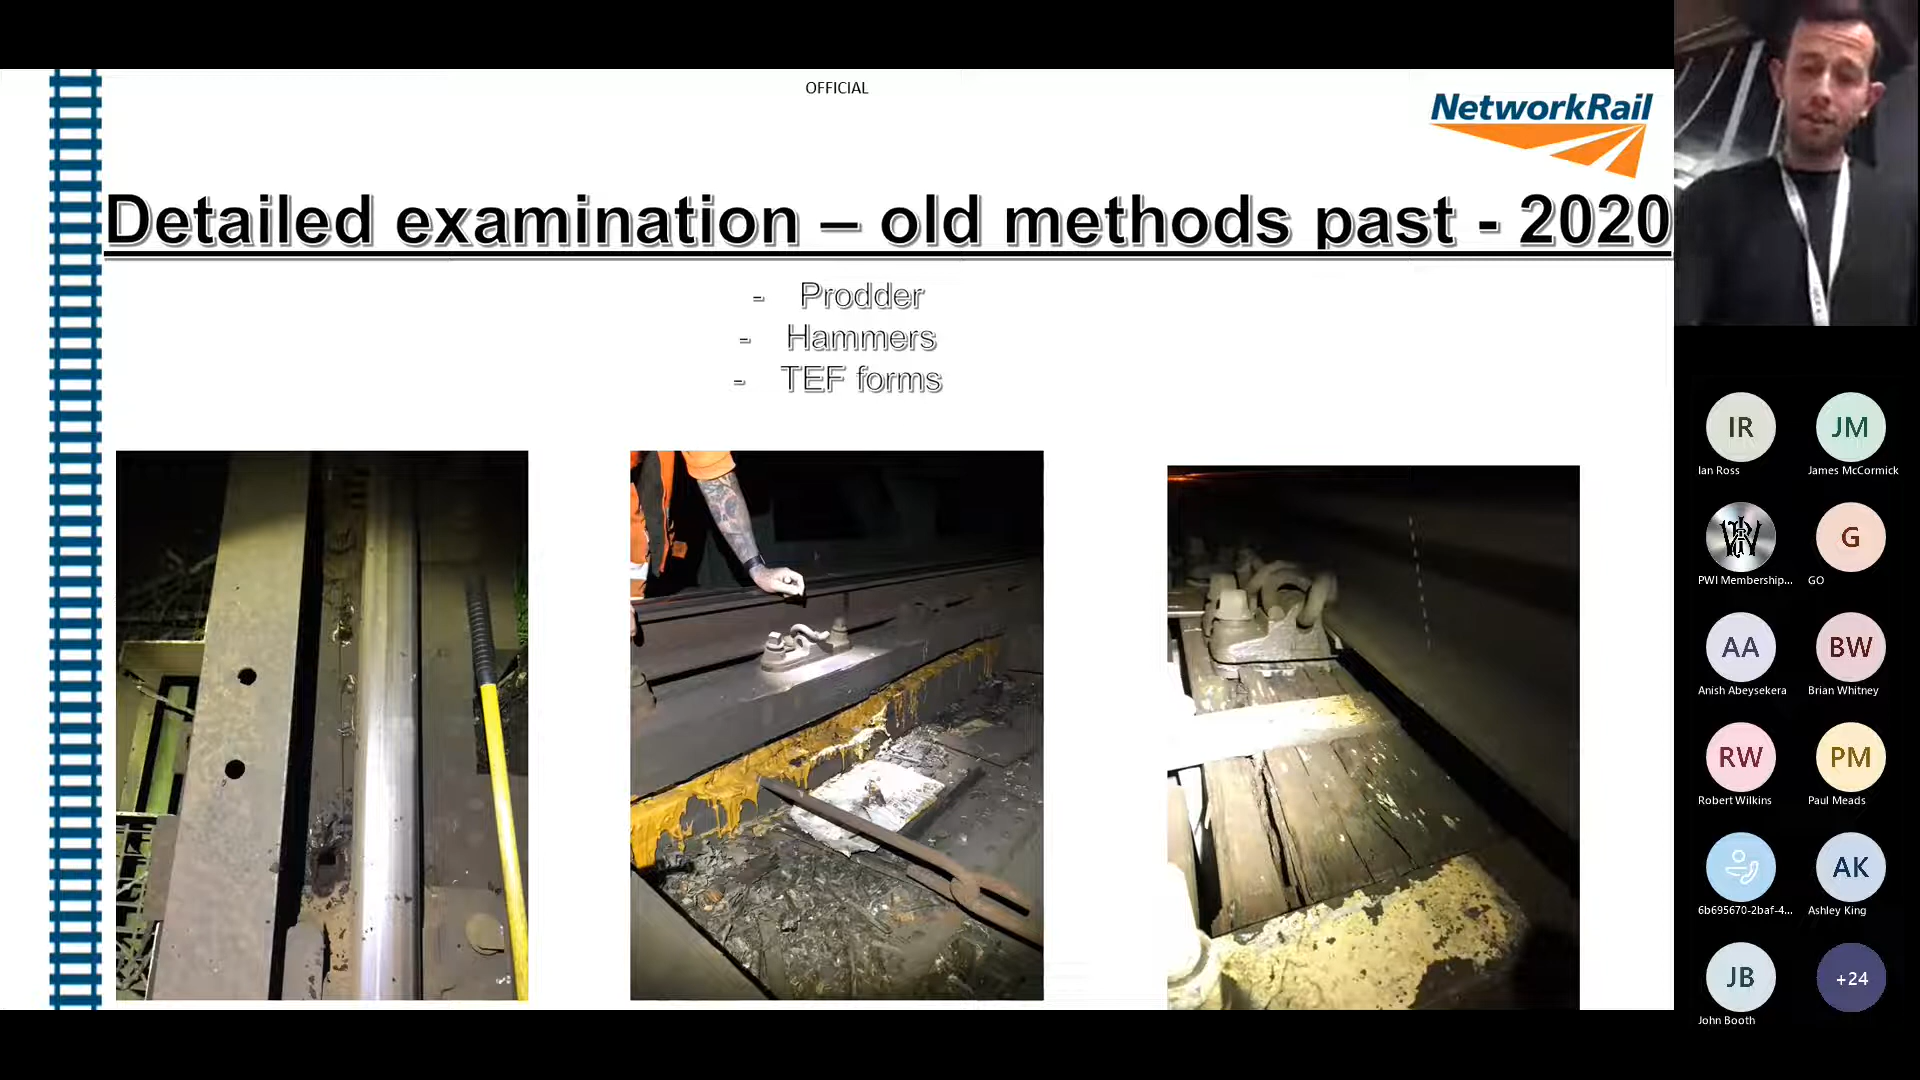 OFFICIAL
NetworkRail
Detailed examination – old methods past - 2020
- Prodder
- Hammers
- TEF forms
IR
JM
Ian Ross
James McCormick
PWI Membership...
G
GO
AA
BW
Anish Abeysekera
Brian Whitney
RW
PM
Robert Wilkins
Paul Meads
AK
6b695670-2baf-4...
Ashley King
JB
+24
John Booth